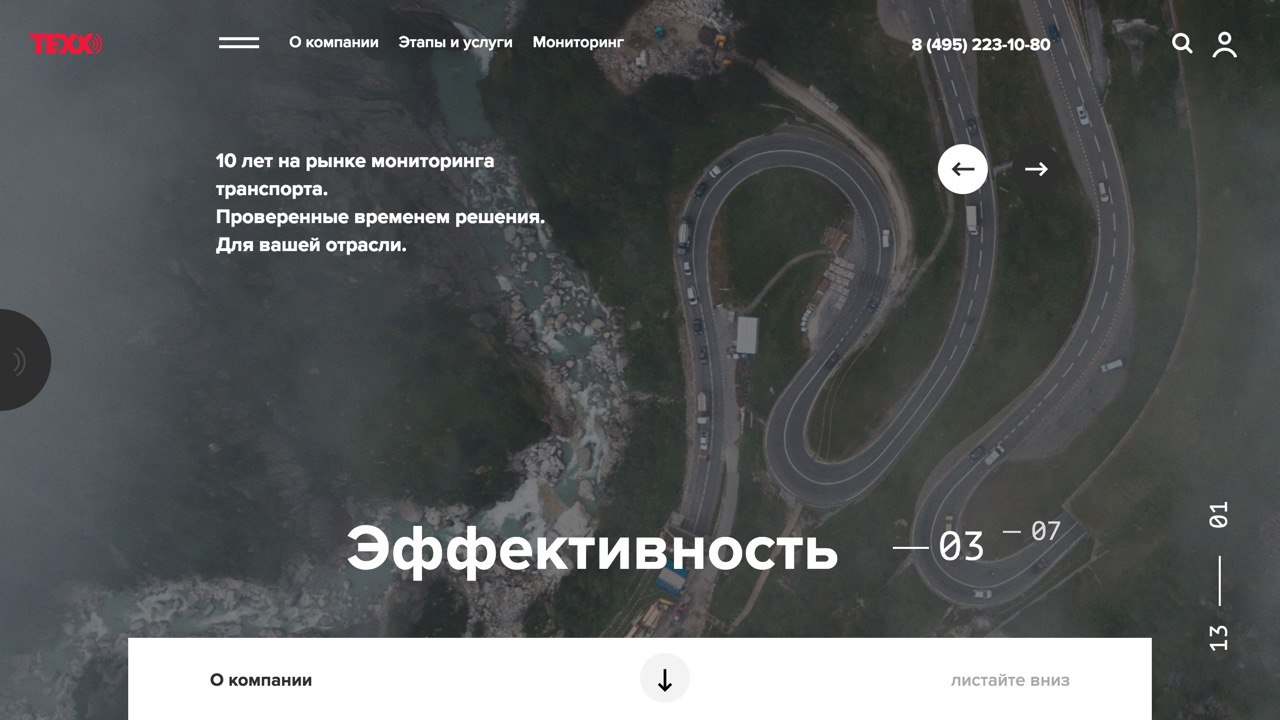 TEXX
О компании
Этапы и услуги
Мониторинг
8 (495) 223-10-80
10 лет на рынке мониторинга
транспорта.
Проверенные временем решения.
Для вашей отрасли.
Эффективность
03
— 07
01
13
О компании
листайте вниз